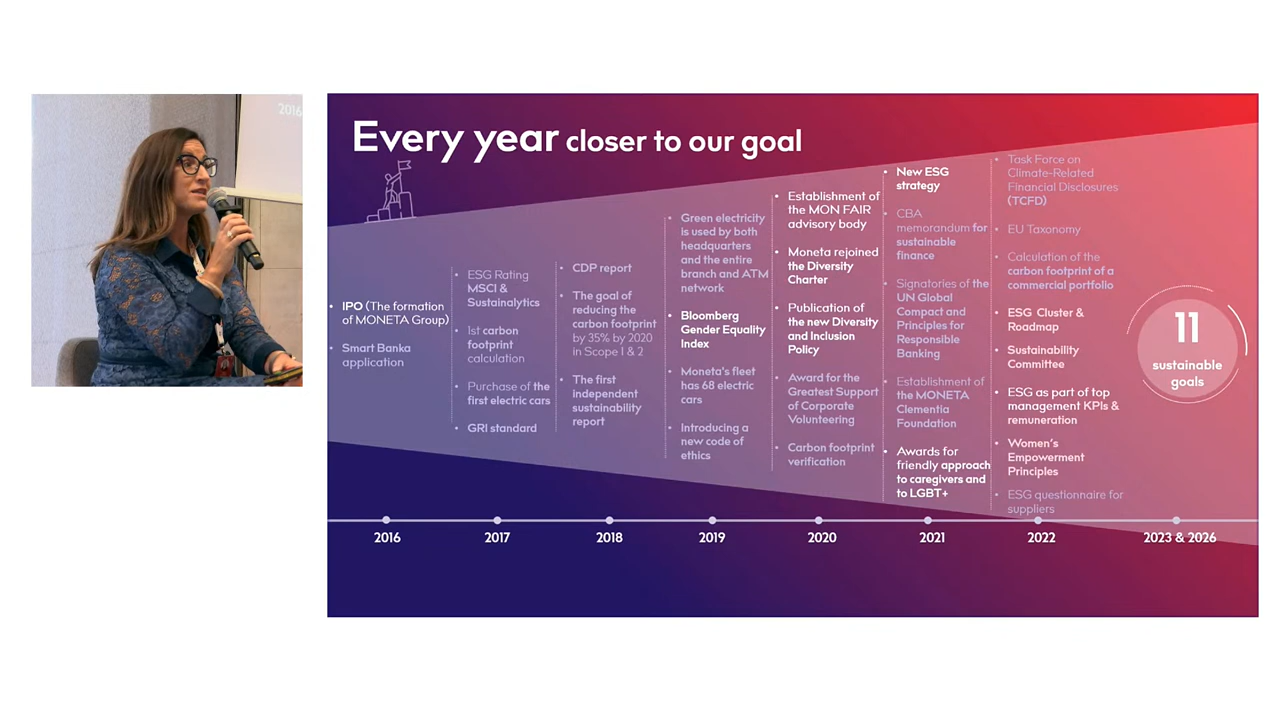 2016
Every year closer to our goal
IPO (The formation
of MONETA Group)
Smart Banka
application
ESG Rating
MSCI &
Sustainalytics
1st carbon
footprint
calculation
Purchase of the
first electric cars
GRI standard
CDP report
The goal of
reducing the
carbon footprint
by 35% by 2020
in Scope 1 & 2
The first
independent
sustainability
report
Green electricity
is used by both
headquarters
and the entire
branch and ATM
network
Bloomberg
Gender Equality
Index
Moneta's fleet
has 68 electric
cars
Introducing a
new code of
ethics
Establishment of
the MON FAIR
advisory body
Moneta rejoined
the Diversity
Charter
Publication of
the new Diversity
and Inclusion
Policy
Award for the
Greatest Support
of Corporate
Volunteering
Carbon footprint
verification
New ESG
strategy
CBA
memorandum for
sustainable
finance
Signatories of the
UN Global
Compact and
Principles for
Responsible
Banking
Establishment of
the MONETA
Clementia
Foundation
Awards for
friendly approach
to caregivers and
to LGBT+
Task Force on
Climate-Related
Financial Disclosures
(TCFD)
EU Taxonomy
Calculation of the
carbon footprint of a
commercial portfolio
ESG Cluster &
Roadmap
Sustainability
Committee
ESG as part of top
management KPIs &
remuneration
Women's
Empowerment
Principles
ESG questionnaire for
suppliers
11
sustainable
goals
2016
2017
2018
2019
2020
2021
2022
2023 & 2026